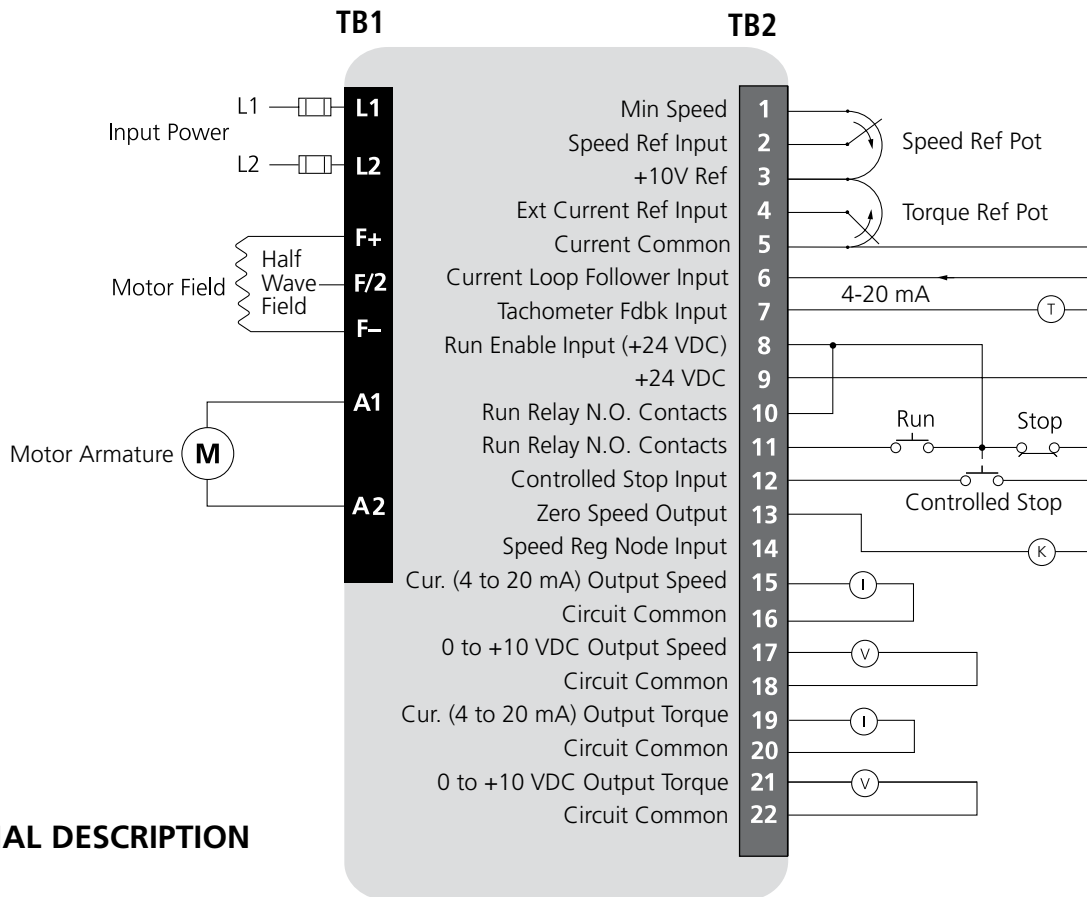 TB1
TB2
L1
L1
Input Power
L2
L2
F+
Half
Wave
Field
Motor Field
F/2
F–
A1
Motor Armature
M
A2
Min Speed 1
Speed Ref Input 2
+10V Ref 3
Ext Current Ref Input 4
Current Common 5
Current Loop Follower Input 6
Tachometer Fdbk Input 7
Run Enable Input (+24 VDC) 8
+24 VDC 9
Run Relay N.O. Contacts 10
Run Relay N.O. Contacts 11
Controlled Stop Input 12
Zero Speed Output 13
Speed Reg Node Input 14
Cur. (4 to 20 mA) Output Speed 15
Circuit Common 16
0 to +10 VDC Output Speed 17
Circuit Common 18
Cur. (4 to 20 mA) Output Torque 19
Circuit Common 20
0 to +10 VDC Output Torque 21
Circuit Common 22
Speed Ref Pot
Torque Ref Pot
4-20 mA
T
Run
Stop
Controlled Stop
K
I
V
I
V
NAL DESCRIPTION